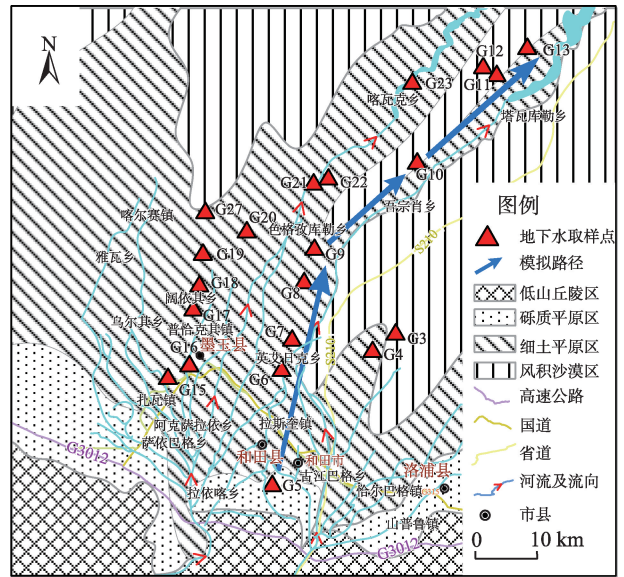 N
G12
G13
G11
G23
喀瓦克乡
塔瓦库勒乡
G10
G21
G22
吾宗肖乡
喀尔赛镇
G27
G20
色格孜库勒乡
S210
雅瓦乡
G19
G9
G18
G8
阔依其乡
G17
乌尔其乡
普恰克其镇
G7
G3
G16
墨玉县
英艾日克乡
S210
G4
G15
G6
扎瓦镇
阿克萨拉依乡
拉斯奎镇
萨依巴格乡
G3012
和田县
和田市
古江巴格乡
洛浦县
拉依喀乡
G5
恰尔巴格镇
山普鲁镇
G3012
图例
地下水取样点
模拟路径
低山丘陵区
砾质平原区
细土平原区
风积沙漠区
高速公路
国道
省道
河流及流向
市县
0 10 km